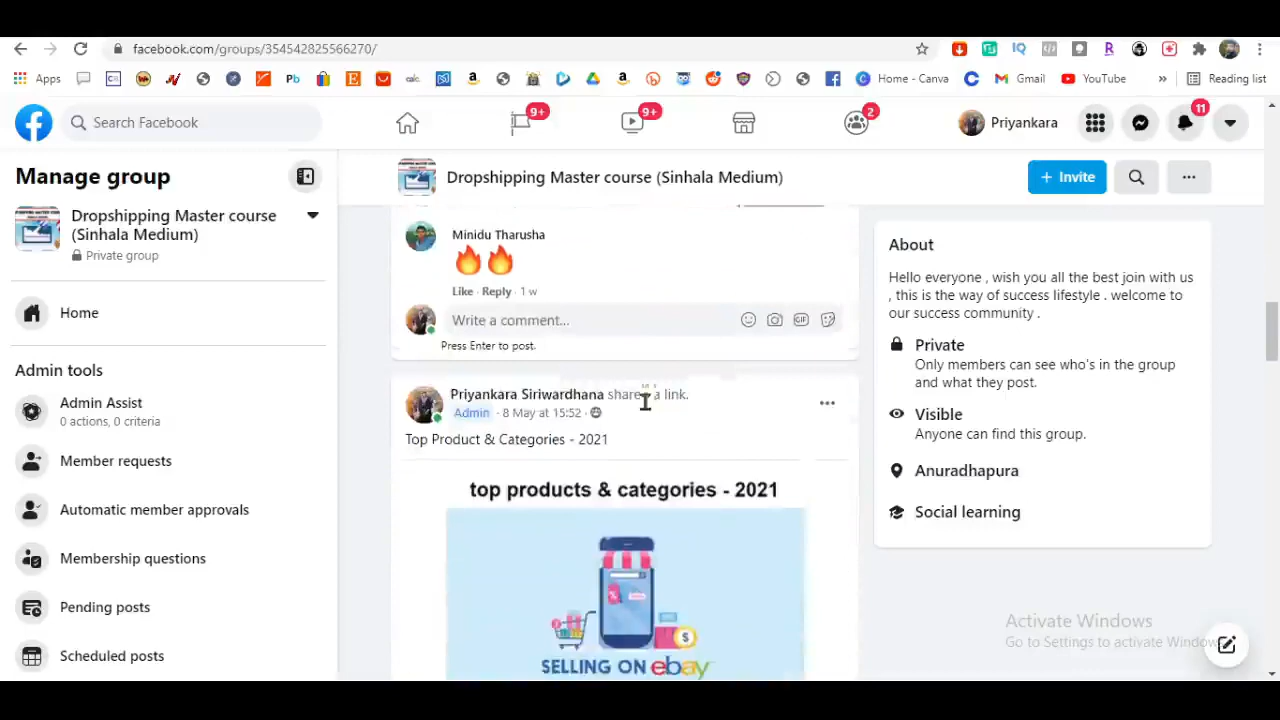 facebook.com/groups/354542825566270/
Apps
Pb
calc.
Home - Canva
Gmail
YouTube
»
Reading list
Search Facebook
9+
9+
2
Priyankara
11
Manage group
Dropshipping Master course (Sinhala Medium)
+ Invite
Dropshipping Master course
(Sinhala Medium)
Private group
Home
Admin tools
Admin Assist
0 actions, 0 criteria
Member requests
Automatic member approvals
Membership questions
Pending posts
Scheduled posts
Minidu Tharusha
Like · Reply · 1 w
Write a comment...
GIF
Press Enter to post.
Priyankara Siriwardhana shared a link.
Admin · 8 May at 15:52 ·
Top Product & Categories - 2021
top products & categories - 2021
SELLING ON ebay
About
Hello everyone , wish you all the best join with us
, this is the way of success lifestyle . welcome to
our success community .
Private
Only members can see who's in the group
and what they post.
Visible
Anyone can find this group.
Anuradhapura
Social learning
Activate Windows
Go to Settings to activate Windows